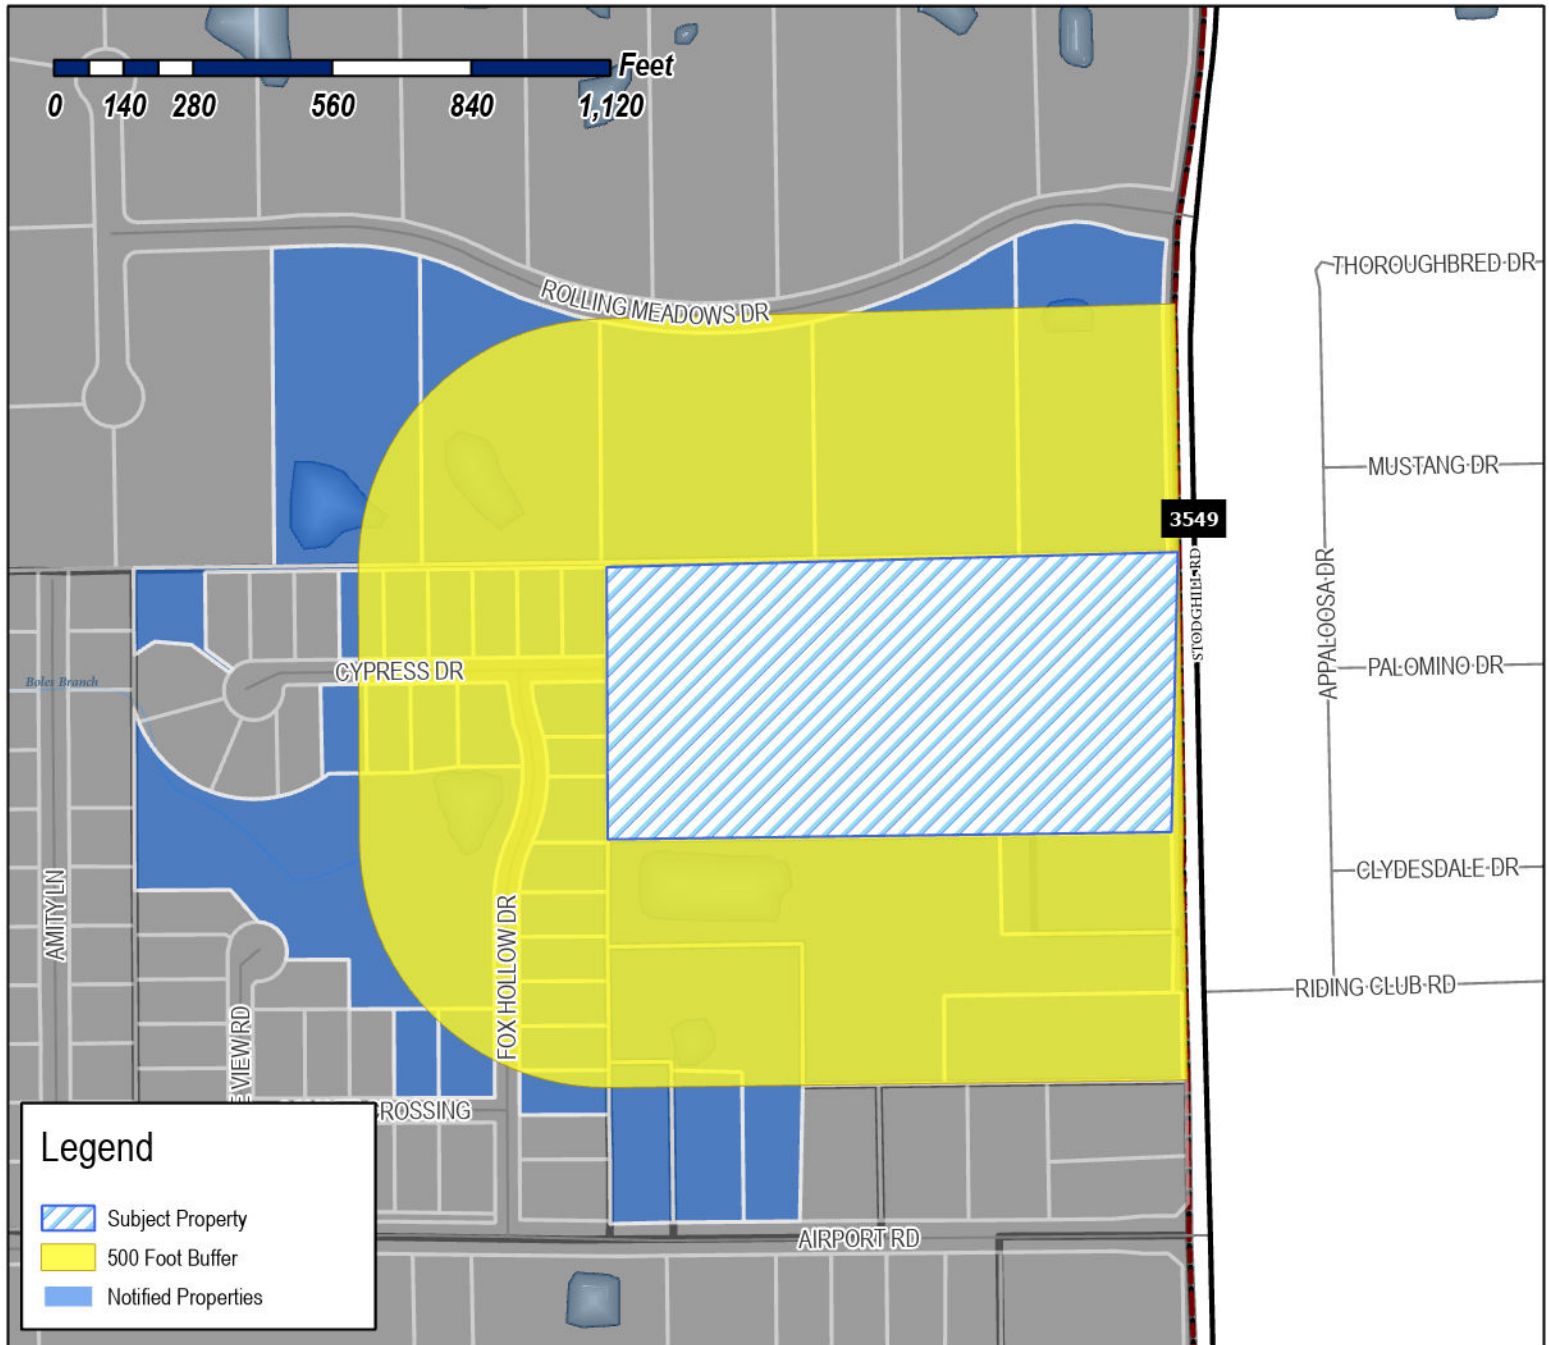 Feet
0 140 280 560 840 1,120
THOROUGHBRED DR
ROLLING MEADOWS DR
MUSTANG DR
3549
STODGHILL RD
APPALOOSA DR
CYPRESS DR
PALOMINO DR
Boles Branch
CLYDESDALE DR
AMITY LN
FOX HOLLOW DR
RIDING CLUB RD
E VIEW RD
CROSSING
AIRPORT RD
Legend
Subject Property
500 Foot Buffer
Notified Properties